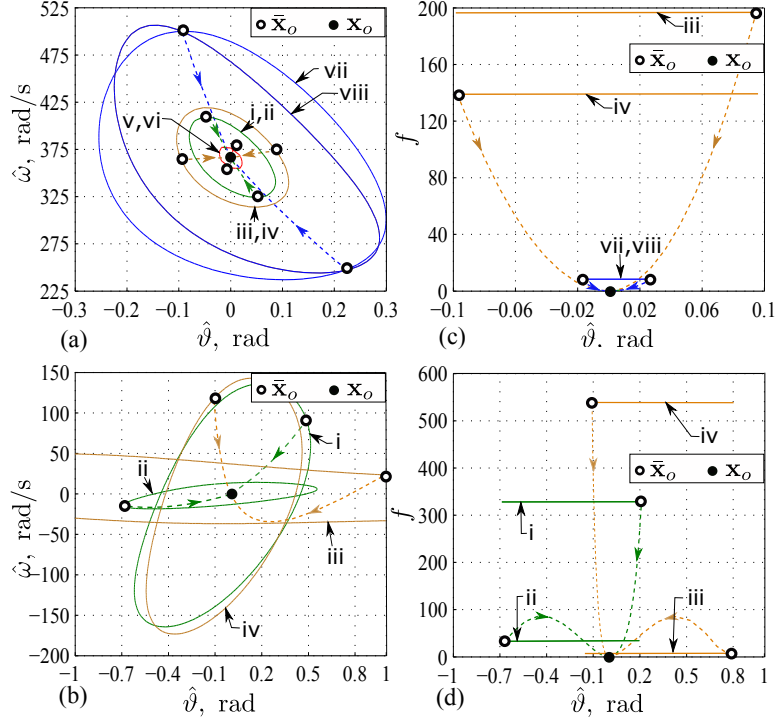 525
475
425
375
325
275
225
−0.3
−0.2
−0.1
0
0.1
0.2
0.3
ω̂, rad/s
ϑ̂, rad
(a)
x̄ₒ xₒ
vii
viii
i,ii
v,vi
iii,iv
200
160
120
80
40
0
−0.1
−0.06
−0.02
0.02
0.06
0.1
f
ϑ̂. rad
(c)
x̄ₒ xₒ
iii
iv
vii,viii
150
100
50
0
−50
−100
−150
−200
−1
−0.7
−0.4
−0.1
0.2
0.5
0.8
1
ω̂, rad/s
ϑ̂, rad
(b)
x̄ₒ xₒ
i
ii
iii
iv
600
500
400
300
200
100
0
−1
−0.7
−0.4
−0.1
0.2
0.5
0.8
1
f
ϑ̂, rad
(d)
x̄ₒ xₒ
iv
i
ii
iii